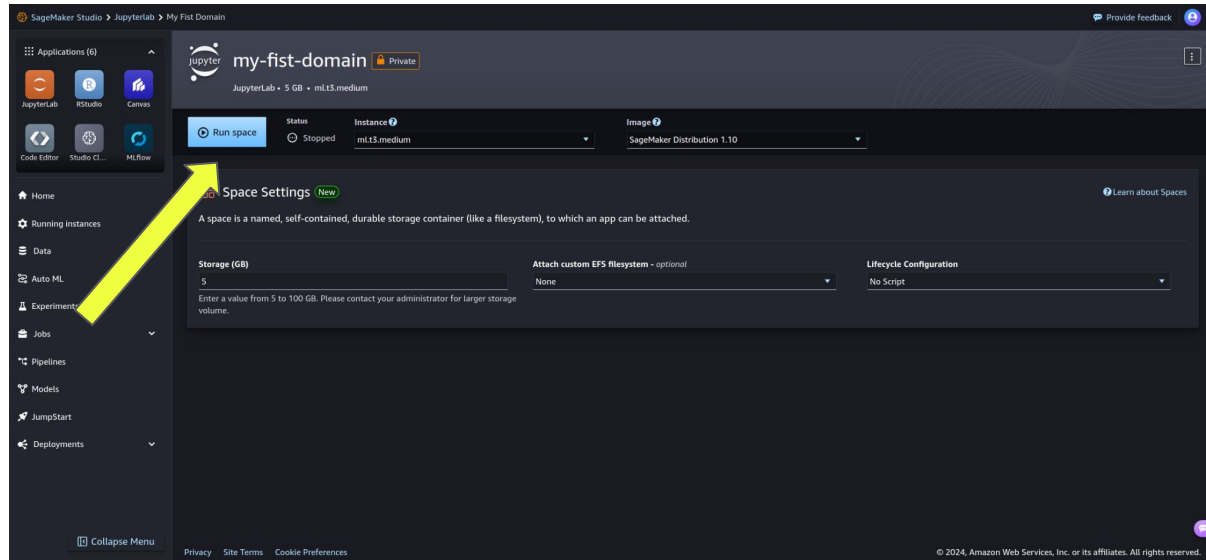 SageMaker Studio > Jupyterlab > My Fist Domain
Provide feedback
Applications (6)
JupyterLab
RStudio
Canvas
Code Editor
Studio Cl...
MLflow
Home
Running instances
Data
Auto ML
Experiments
Jobs
Pipelines
Models
JumpStart
Deployments
Collapse Menu
jupyter
my-fist-domain
Private
JupyterLab • 5 GB • ml.t3.medium
Run space
Status
Stopped
Instance
ml.t3.medium
Image
SageMaker Distribution 1.10
Space Settings
New
Learn about Spaces
A space is a named, self-contained, durable storage container (like a filesystem), to which an app can be attached.
Storage (GB)
5
Enter a value from 5 to 100 GB. Please contact your administrator for larger storage
volume.
Attach custom EFS filesystem - optional
None
Lifecycle Configuration
No Script
Privacy
Site Terms
Cookie Preferences
© 2024, Amazon Web Services, Inc. or its affiliates. All rights reserved.